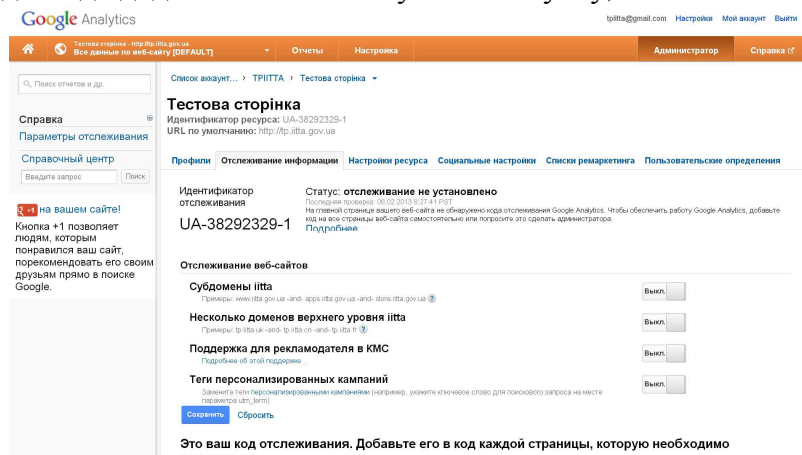 Google Analytics
tpiitta@gmail.com Настройки Мой аккаунт Выйти
Тестова сторінка - http://tp.iitta.gov.ua
Все данные по веб-сайту [DEFAULT]
Отчеты Настройка Администратор Справка
Поиск отчетов и др.
Список аккаунт... › ТРІІТТА › Тестова сторінка
Тестова сторінка
Идентификатор ресурса: UA-38292329-1
URL по умолчанию: http://tp.iitta.gov.ua
Справка
Параметры отслеживания
Справочный центр
Введите запрос Поиск
Профили Отслеживание информации Настройки ресурса Социальные настройки Списки ремаркетинга Пользовательские определения
g +1 на вашем сайте!
Кнопка +1 позволяет
людям, которым
понравился ваш сайт,
порекомендовать его своим
друзьям прямо в поиске
Google.
Идентификатор
отслеживания
UA-38292329-1
Статус: отслеживание не установлено
Последняя проверка: 06.02.2013 8:27:41 PST
На главной странице вашего веб-сайта не обнаружено кода отслеживания Google Analytics. Чтобы обеспечить работу Google Analytics, добавьте
код на все страницы веб-сайта самостоятельно или попросите это сделать администратора.
Подробнее
Отслеживание веб-сайтов
Субдомены iitta
Примеры: www.iitta.gov.ua -and- apps.iitta.gov.ua -and- store.iitta.gov.ua ?
Выкл.
Несколько доменов верхнего уровня iitta
Примеры: tp.iitta.uk -and- tp.iitta.cn -and- tp.iitta.fr ?
Выкл.
Поддержка для рекламодателя в КМС
Подробнее об этой поддержке...
Выкл.
Теги персонализированных кампаний
Замените теги персонализированными кампаниями (например, укажите ключевое слово для поискового запроса на месте
параметра utm_term)
Выкл.
Сохранить Сбросить
Это ваш код отслеживания. Добавьте его в код каждой страницы, которую необходимо